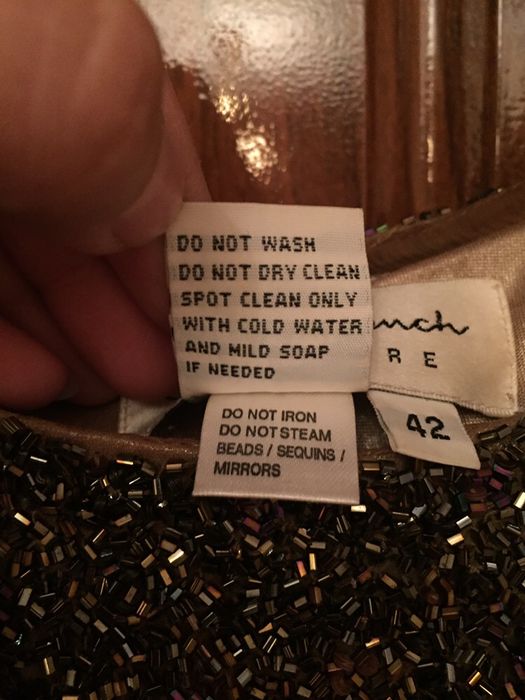 DO NOT WASH
DO NOT DRY CLEAN
SPOT CLEAN ONLY
WITH COLD WATER
AND MILD SOAP
IF NEEDED
DO NOT IRON
DO NOT STEAM
BEADS / SEQUINS /
MIRRORS
R E
42